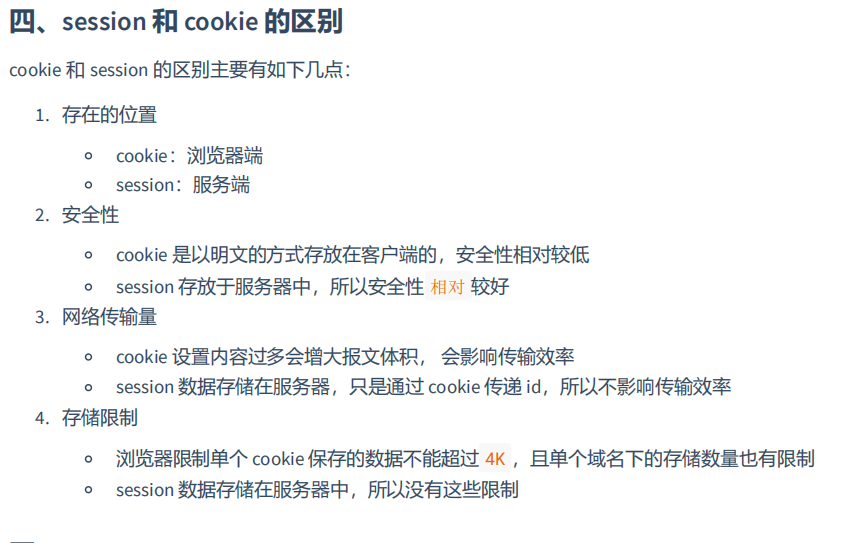 四、session 和 cookie 的区别
cookie 和 session 的区别主要有如下几点：
1. 存在的位置
cookie：浏览器端
session：服务端
2. 安全性
cookie 是以明文的方式存放在客户端的，安全性相对较低
session 存放于服务器中，所以安全性 相对 较好
3. 网络传输量
cookie 设置内容过多会增大报文体积， 会影响传输效率
session 数据存储在服务器，只是通过 cookie 传递 id，所以不影响传输效率
4. 存储限制
浏览器限制单个 cookie 保存的数据不能超过 4K ，且单个域名下的存储数量也有限制
session 数据存储在服务器中，所以没有这些限制